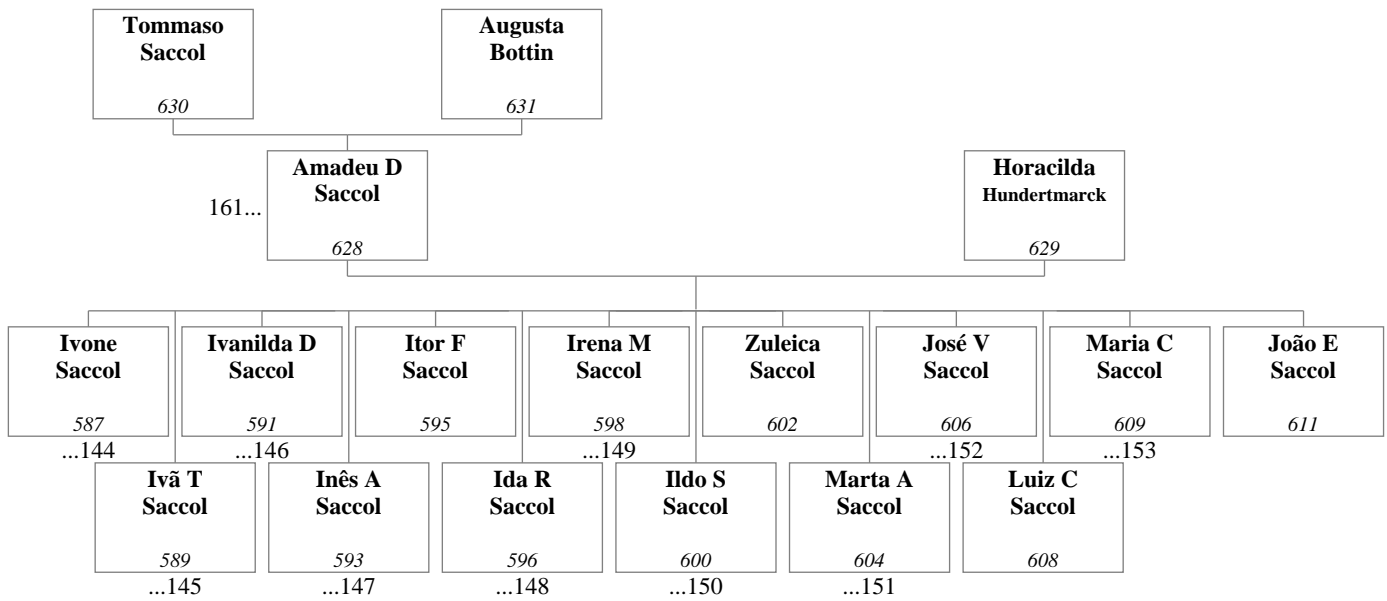 Tommaso
Saccol
630
Augusta
Bottin
631
161...
Amadeu D
Saccol
628
Horacilda
Hundertmarck
629
Ivone
Saccol
587
...144
Ivanilda D
Saccol
591
...146
Itor F
Saccol
595
Irena M
Saccol
598
...149
Zuleica
Saccol
602
José V
Saccol
606
...152
Maria C
Saccol
609
...153
João E
Saccol
611
Ivã T
Saccol
589
...145
Inês A
Saccol
593
...147
Ida R
Saccol
596
...148
Ildo S
Saccol
600
...150
Marta A
Saccol
604
...151
Luiz C
Saccol
608